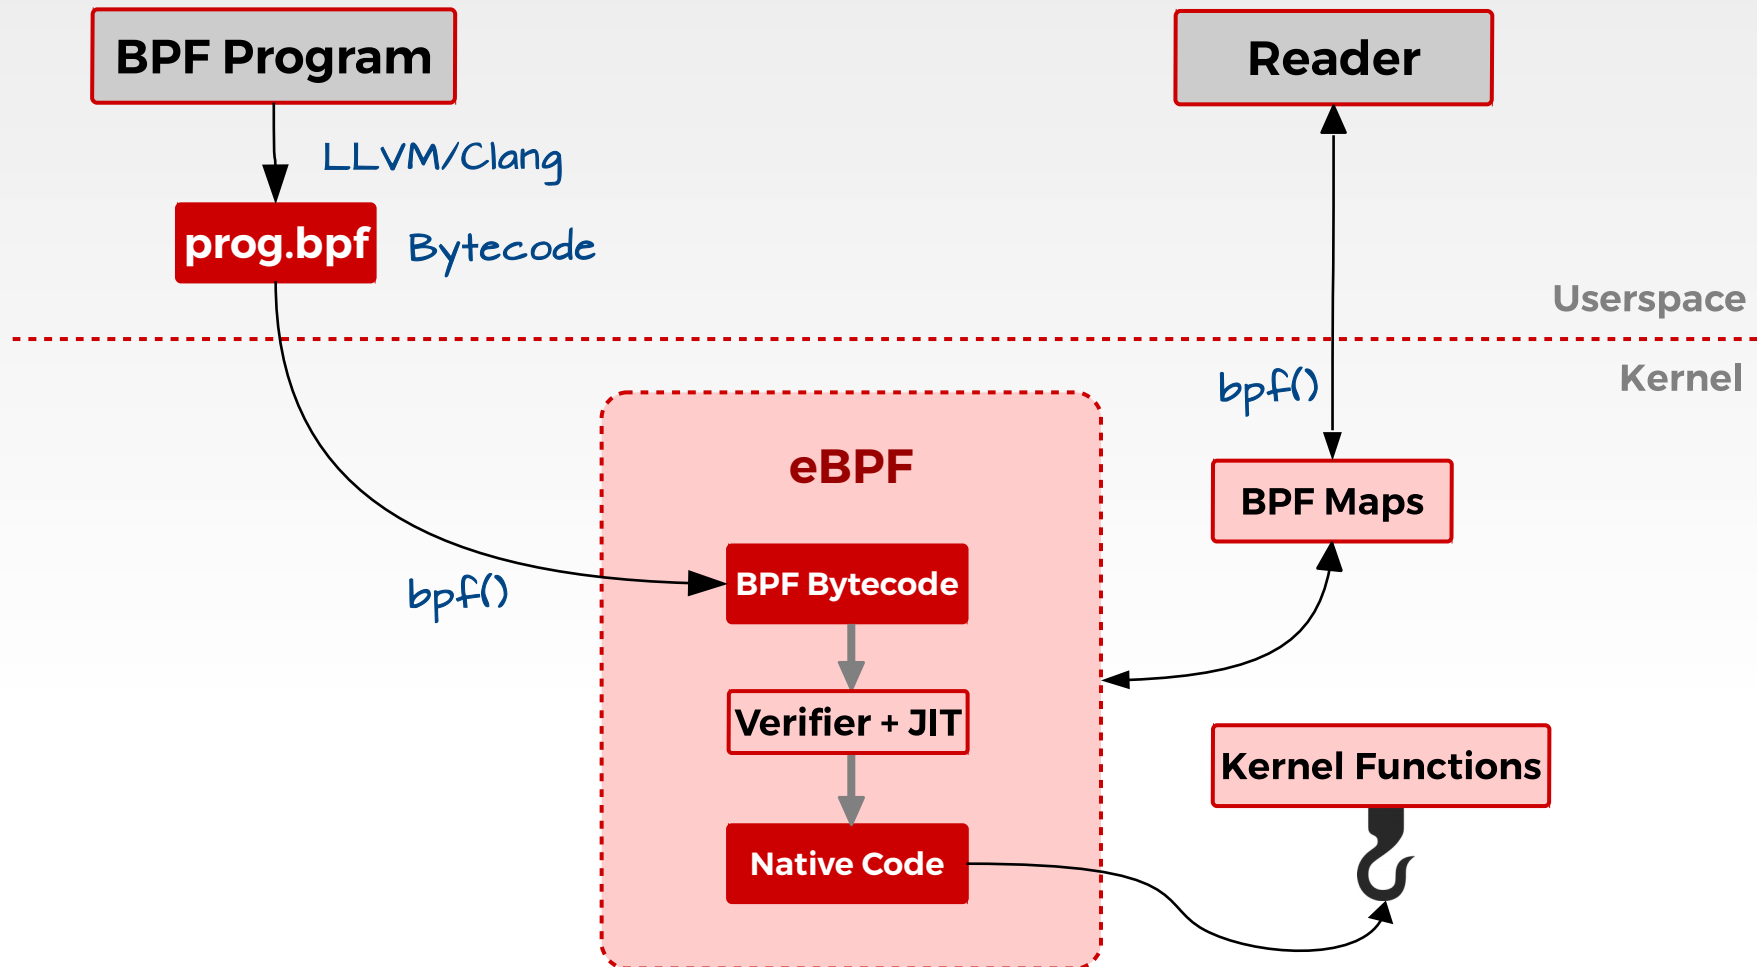 BPF Program
Reader
LLVM/Clang
prog.bpf
Bytecode
Userspace
Kernel
bpf()
eBPF
BPF Maps
BPF Bytecode
bpf()
Verifier + JIT
Kernel Functions
Native Code